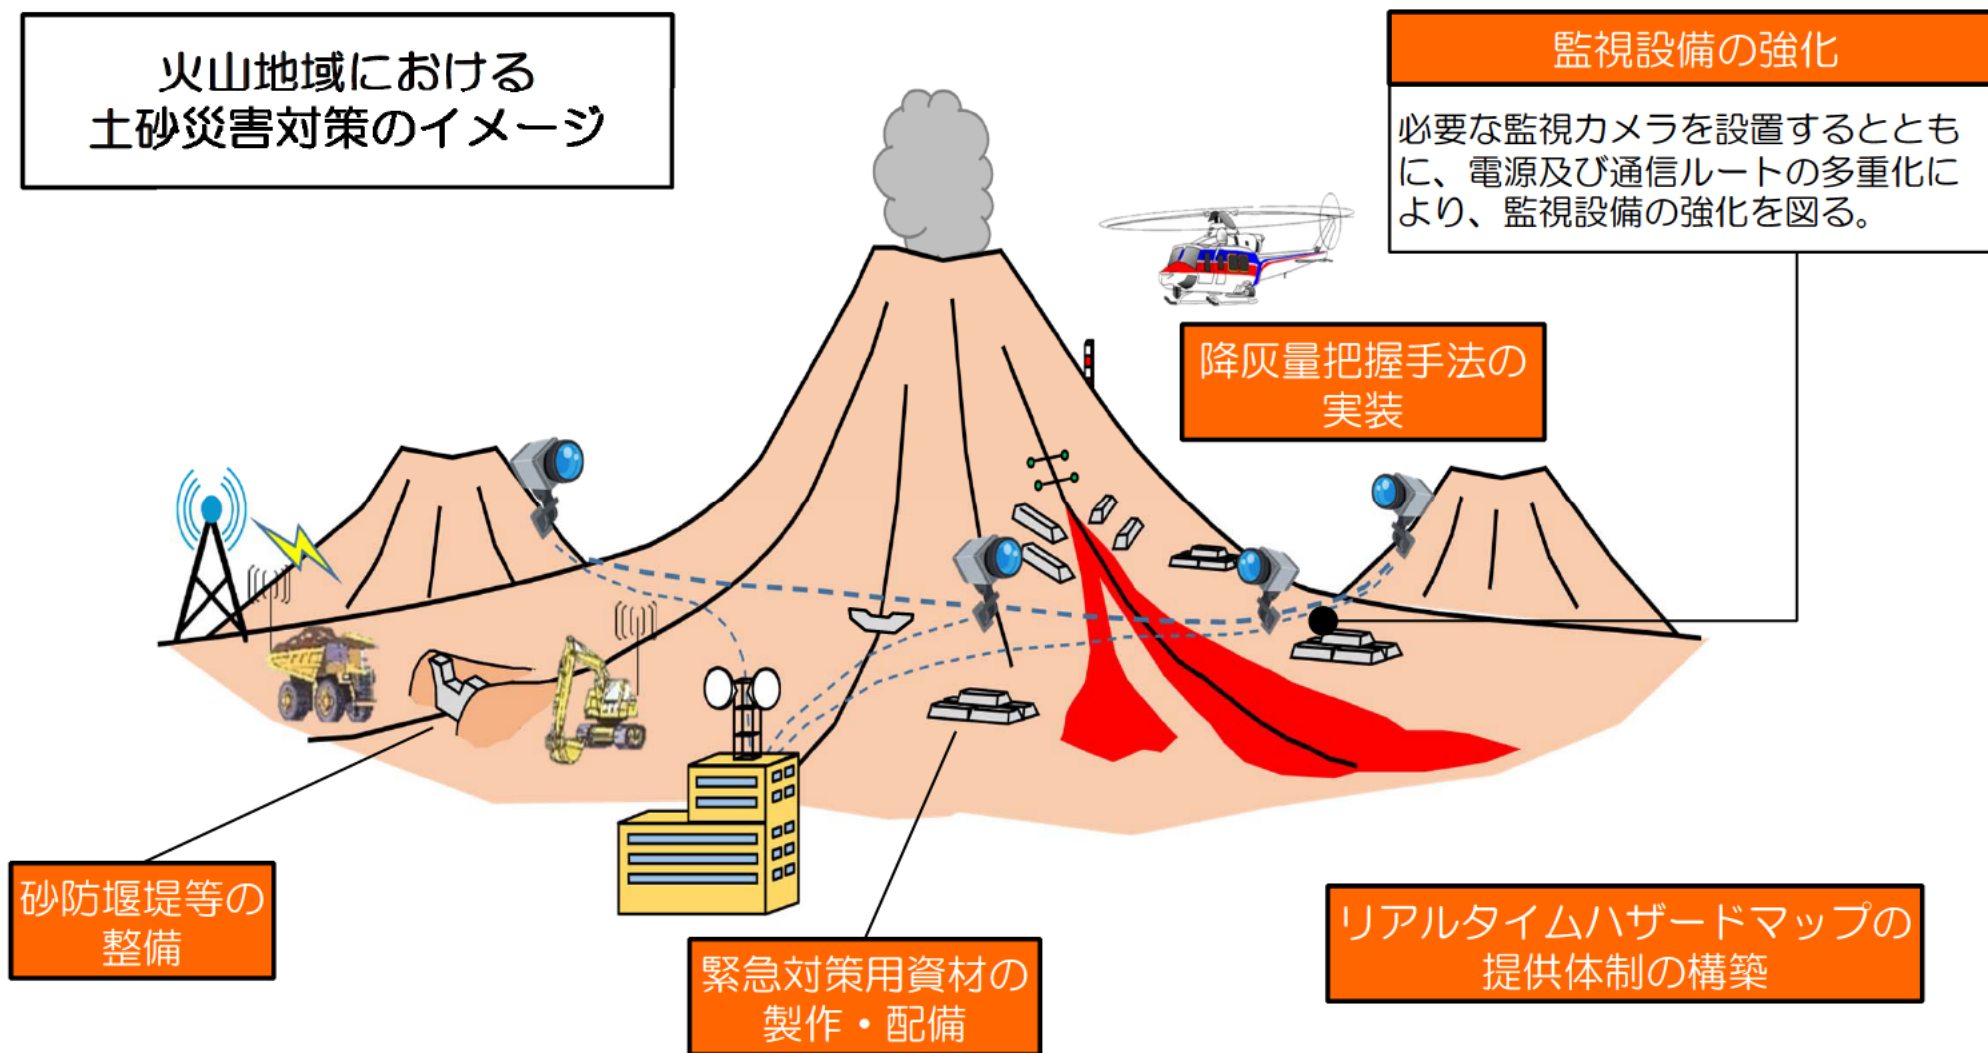 火山地域における
土砂災害対策のイメージ
監視設備の強化
必要な監視カメラを設置するととも
に、電源及び通信ルートの多重化に
より、監視設備の強化を図る。
降灰量把握手法の
実装
砂防堰堤等の
整備
緊急対策用資材の
製作・配備
リアルタイムハザードマップの
提供体制の構築